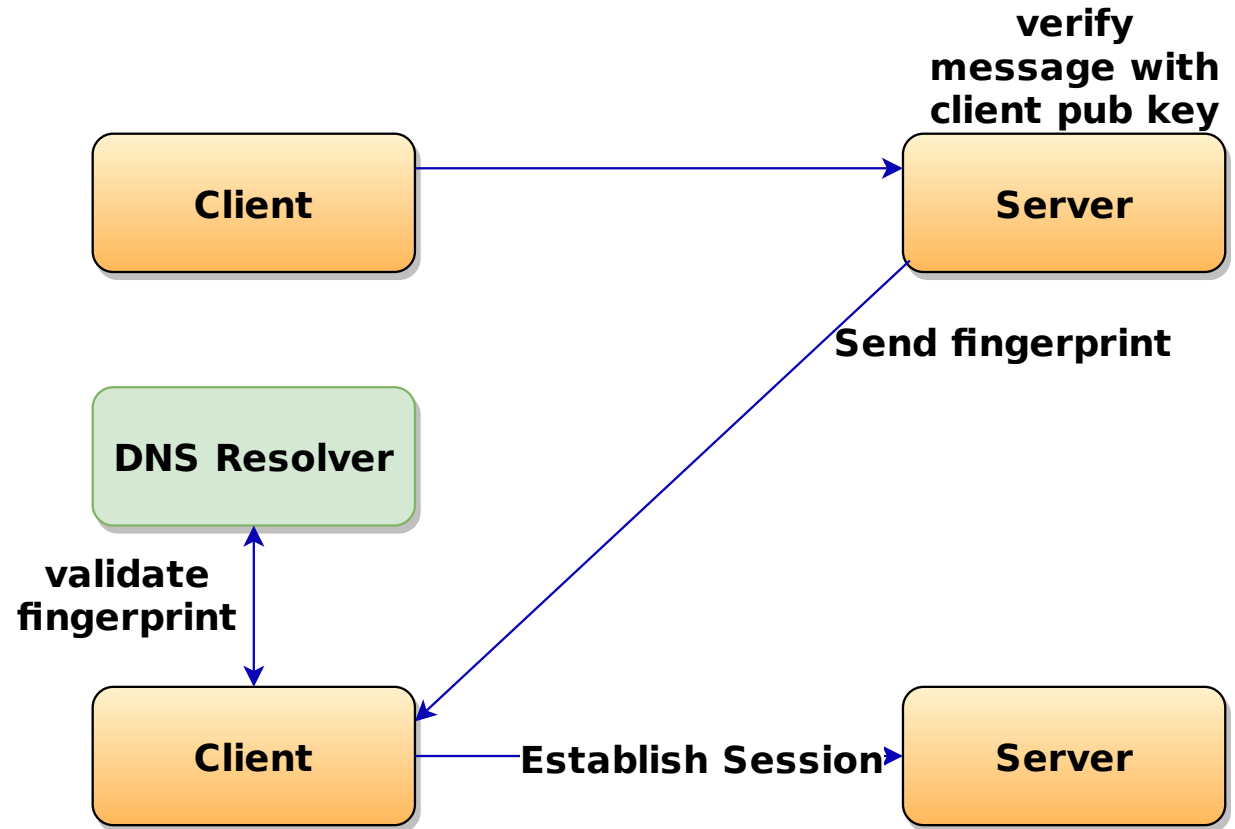 verify
message with
client pub key
Client
Server
Send fingerprint
DNS Resolver
validate
fingerprint
Client
Establish Session
Server